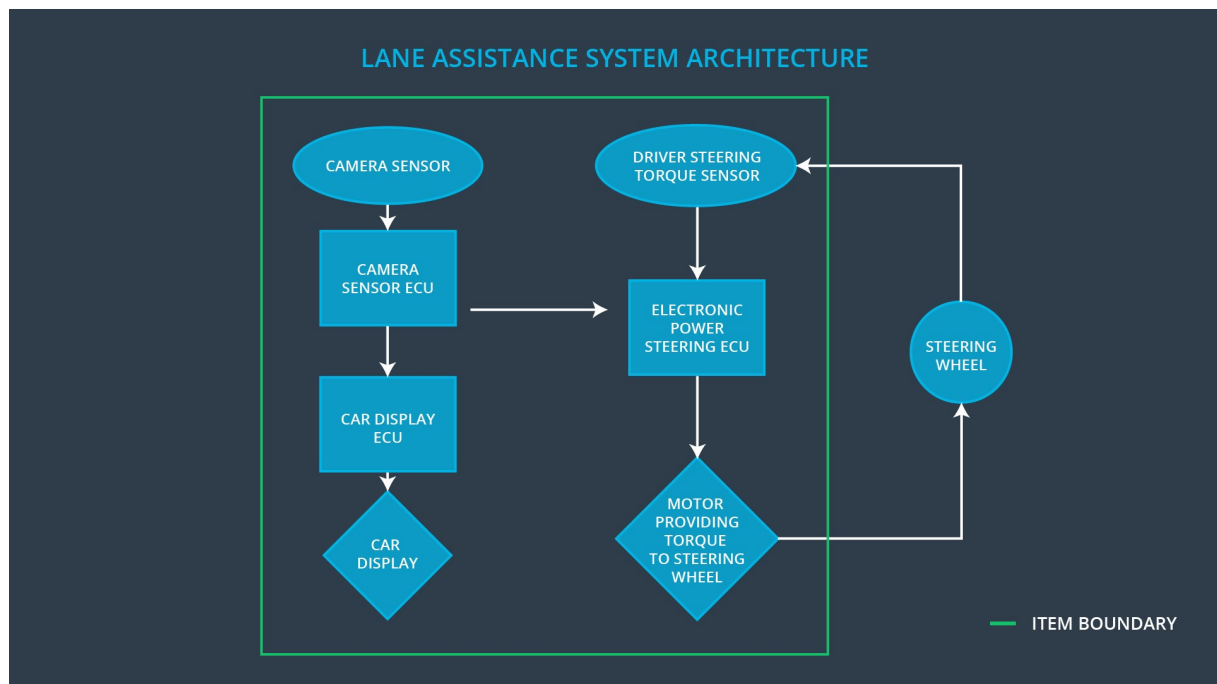 LANE ASSISTANCE SYSTEM ARCHITECTURE
CAMERA SENSOR
CAMERA
SENSOR ECU
CAR DISPLAY
ECU
CAR
DISPLAY
DRIVER STEERING
TORQUE SENSOR
ELECTRONIC
POWER
STEERING ECU
MOTOR
PROVIDING
TORQUE
TO STEERING
WHEEL
STEERING
WHEEL
ITEM BOUNDARY